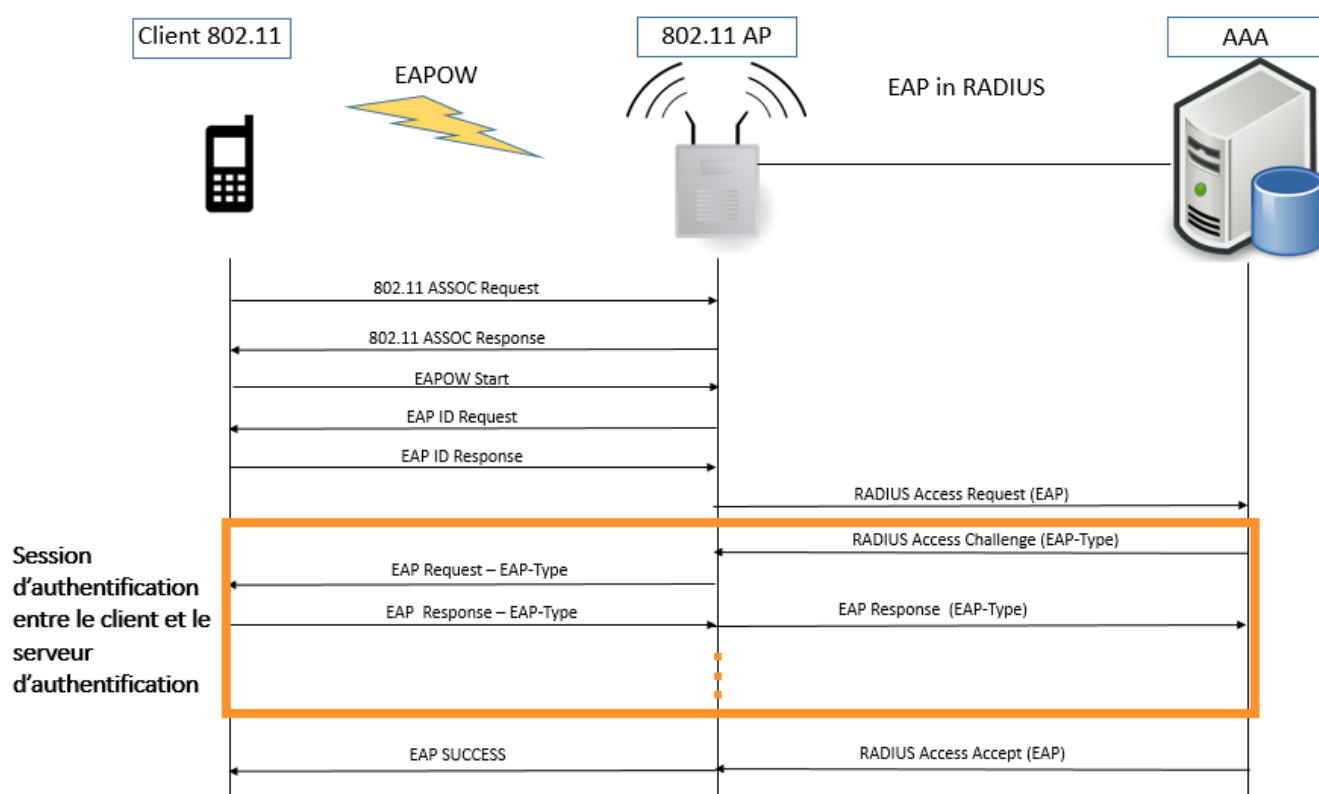 Client 802.11
802.11 AP
AAA
EAPOW
EAP in RADIUS
802.11 ASSOC Request
802.11 ASSOC Response
EAPOW Start
EAP ID Request
EAP ID Response
RADIUS Access Request (EAP)
Session
d'authentification
entre le client et le
serveur
d'authentification
RADIUS Access Challenge (EAP-Type)
EAP Request – EAP-Type
EAP Response – EAP-Type
EAP Response (EAP-Type)
EAP SUCCESS
RADIUS Access Accept (EAP)